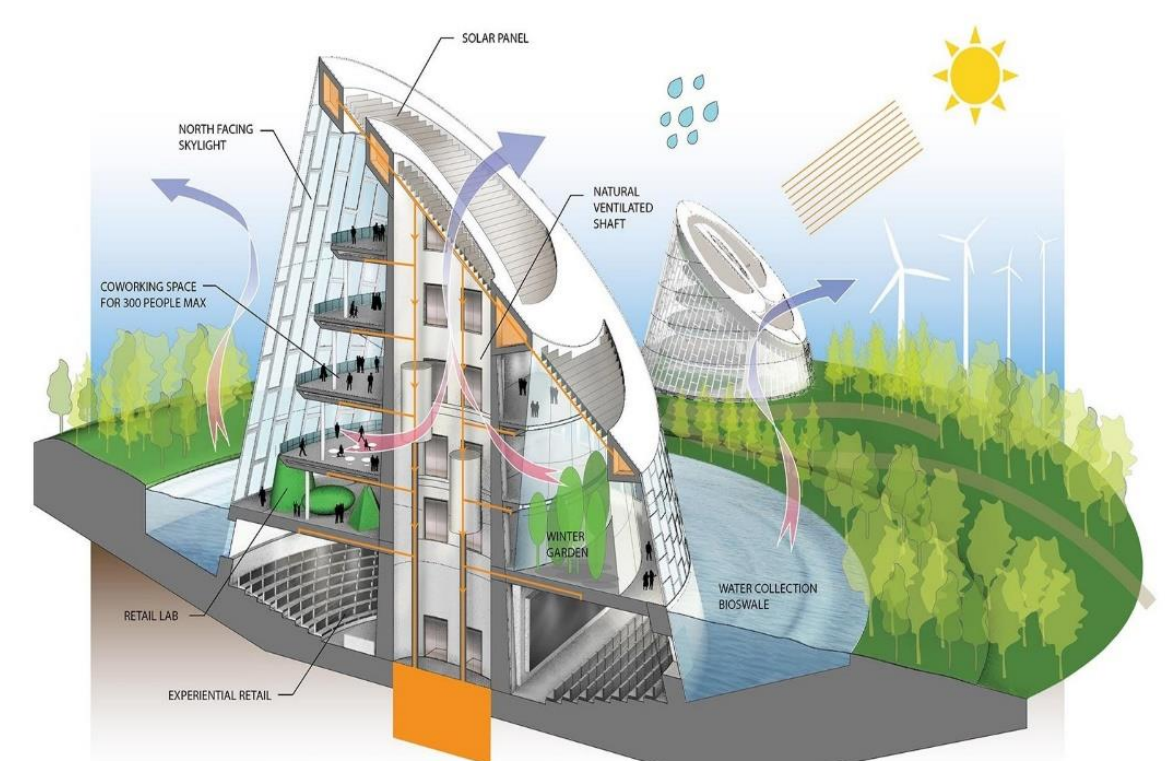 SOLAR PANEL
NORTH FACING
SKYLIGHT
NATURAL
VENTILATED
SHAFT
COWORKING SPACE
FOR 300 PEOPLE MAX
WINTER
GARDEN
WATER COLLECTION
BIOSWALE
RETAIL LAB
EXPERIENTIAL RETAIL